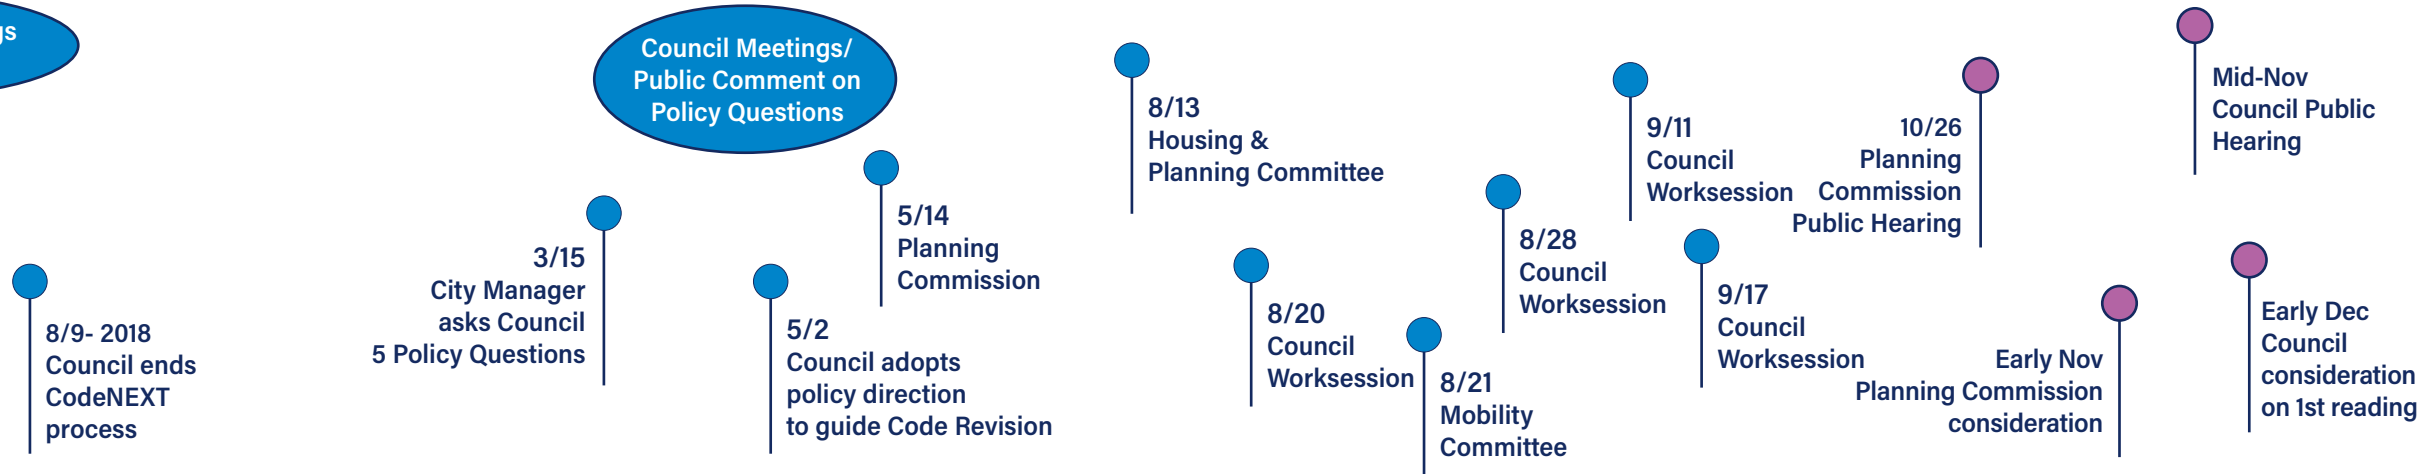 Council Meetings/
Public Comment on
Policy Questions
8/9- 2018
Council ends
CodeNEXT
process
3/15
City Manager
asks Council
5 Policy Questions
5/2
Council adopts
policy direction
to guide Code Revision
5/14
Planning
Commission
8/13
Housing &
Planning Committee
8/20
Council
Worksession
8/21
Mobility
Committee
8/28
Council
Worksession
9/11
Council
Worksession
9/17
Council
Worksession
10/26
Planning
Commission
Public Hearing
Early Nov
Planning Commission
consideration
Mid-Nov
Council Public
Hearing
Early Dec
Council
consideration
on 1st reading